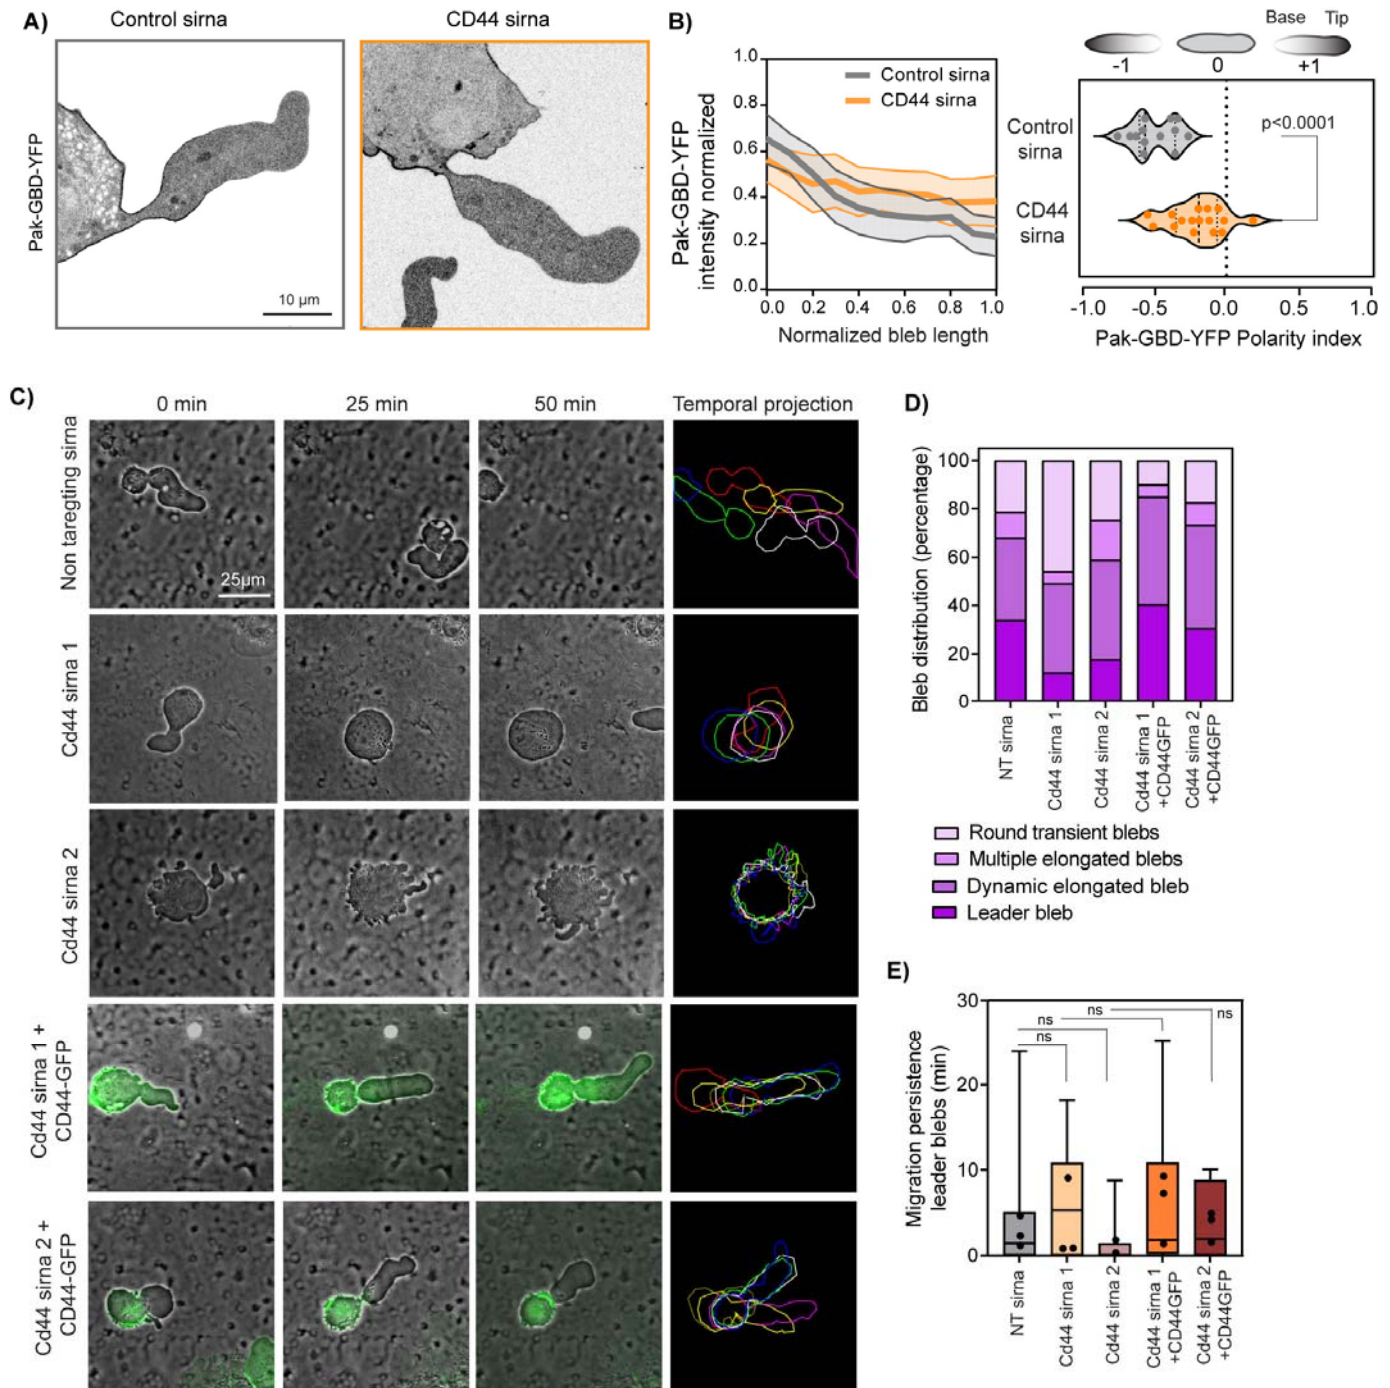 A)
Control sirna
CD44 sirna
Pak-GBD-YFP
10 µm
B)
Pak-GBD-YFP
intensity normalized
1.0
0.8
0.6
0.4
0.2
0.0
Control sirna
CD44 sirna
0.0 0.2 0.4 0.6 0.8 1.0
Normalized bleb length
Base Tip
-1 0 +1
Control
sirna
CD44
sirna
p<0.0001
-1.0 -0.5 0.0 0.5 1.0
Pak-GBD-YFP Polarity index
C)
0 min 25 min 50 min Temporal projection
Non taregting sirna
25µm
Cd44 sirna 1
Cd44 sirna 2
Cd44 sirna 1 +
CD44-GFP
Cd44 sirna 2 +
CD44-GFP
D)
Bleb distribution (percentage)
100
80
60
40
20
0
NT sirna
Cd44 sirna 1
Cd44 sirna 2
Cd44 sirna 1
+CD44GFP
Cd44 sirna 2
+CD44GFP
Round transient blebs
Multiple elongated blebs
Dynamic elongated bleb
Leader bleb
E)
Migration persistence
leader blebs (min)
30
20
10
0
ns
ns
ns
ns
NT sirna
Cd44 sirna 1
Cd44 sirna 2
Cd44 sirna 1
+CD44GFP
Cd44 sirna 2
+CD44GFP